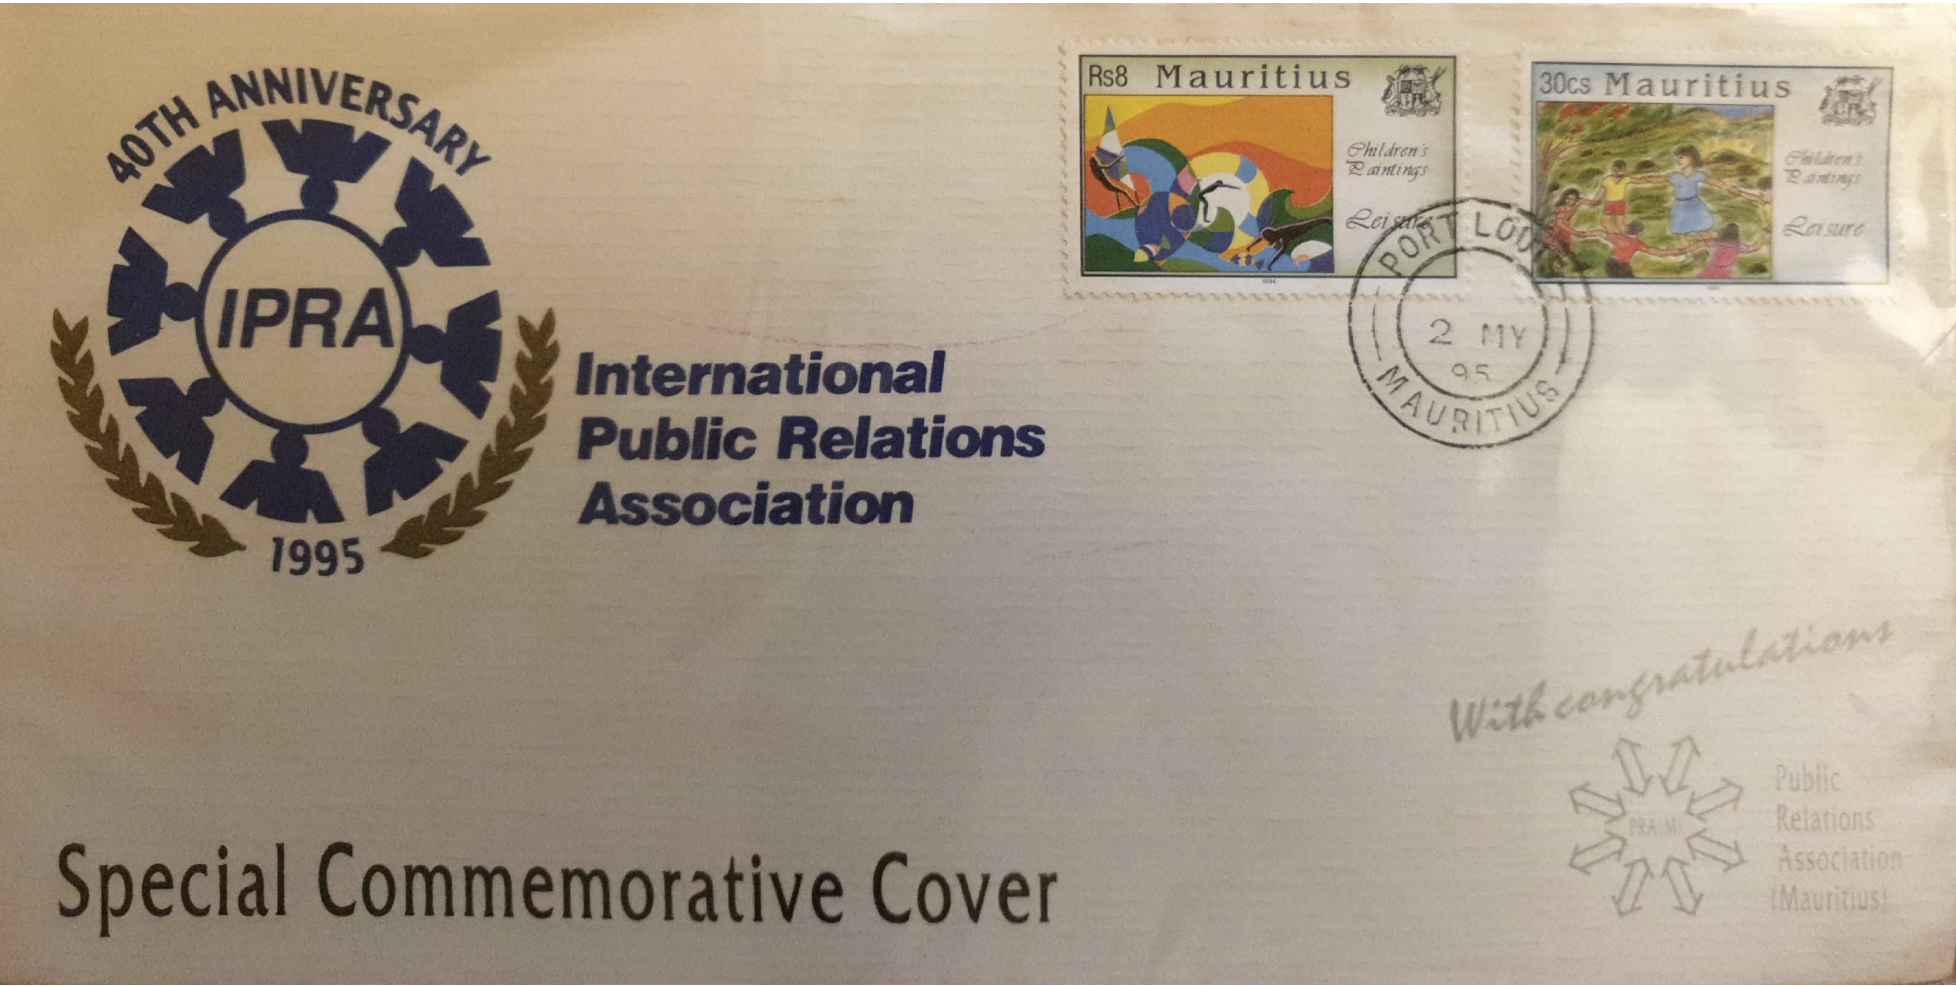 40TH ANNIVERSARY
IPRA
1995
International
Public Relations
Association
Rs8 Mauritius
Children's
Paintings
Leisure
1994
30cs Mauritius
Children's
Paintings
Leisure
PORT LOUIS
2 MY
95
MAURITIUS
With congratulations
PRA(M)
Public
Relations
Association
(Mauritius)
Special Commemorative Cover